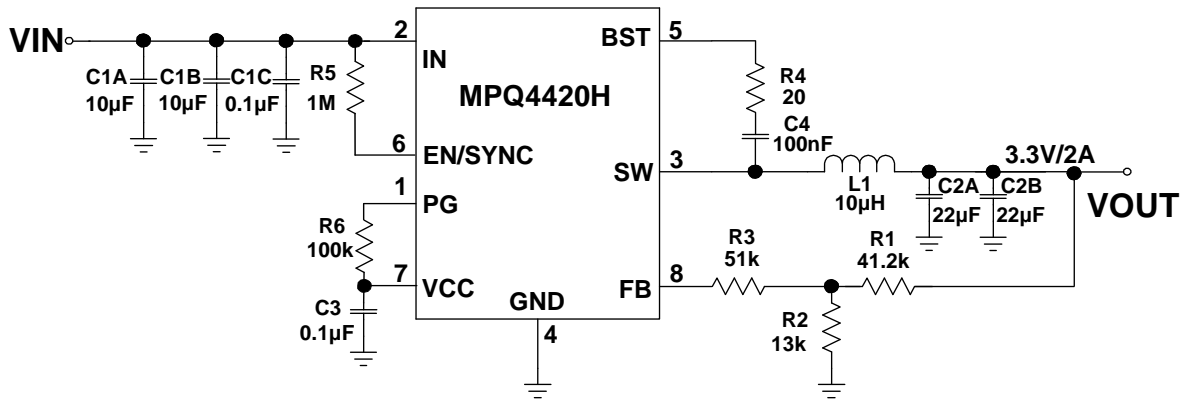 VIN
C1A
10µF
C1B
10µF
C1C
0.1µF
R5
1M
2
IN
6
EN/SYNC
1
PG
R6
100k
7
VCC
C3
0.1µF
MPQ4420H
GND
4
BST
5
R4
20
C4
100nF
SW
3
L1
10µH
3.3V/2A
C2A
22µF
C2B
22µF
VOUT
FB
8
R3
51k
R1
41.2k
R2
13k